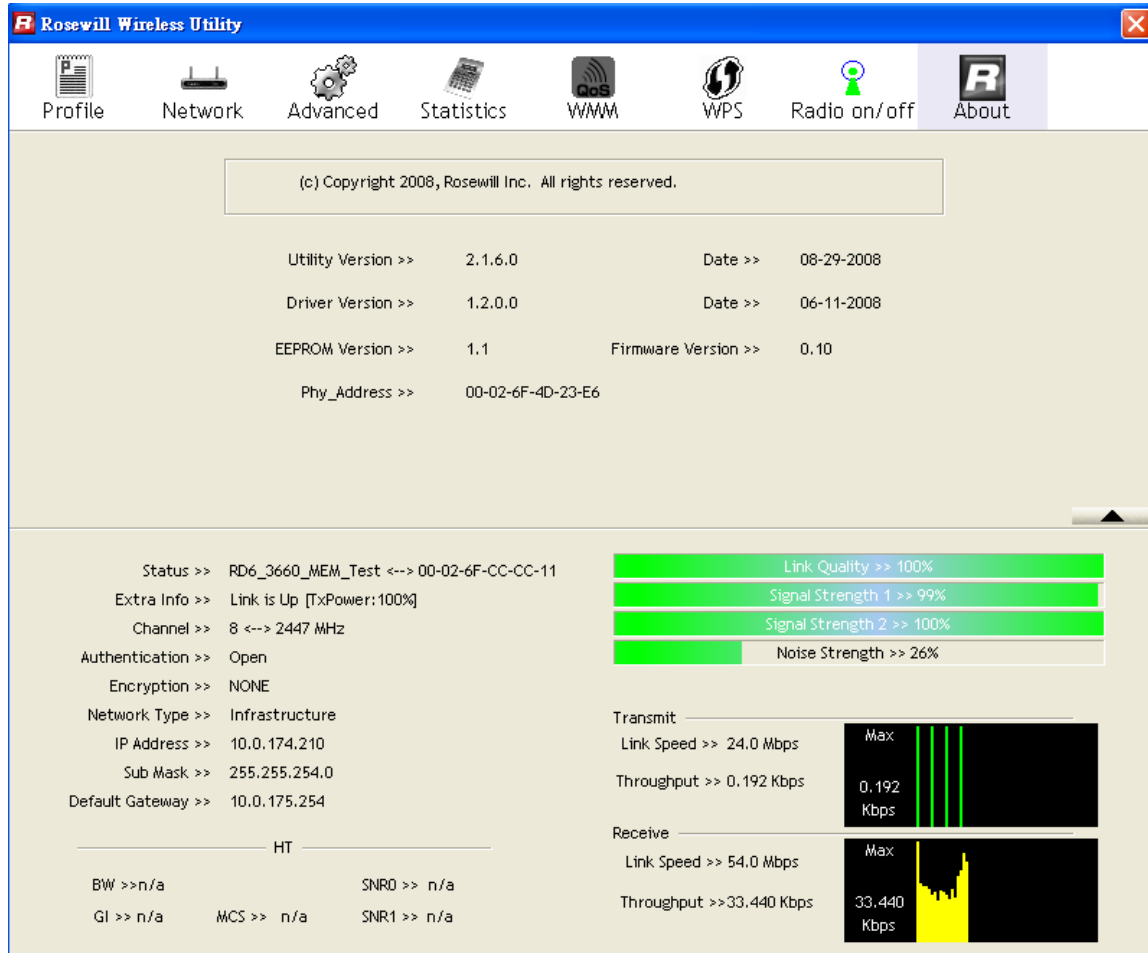 R Rosewill Wireless Utility
P
QoS
R
Profile Network Advanced Statistics WMM WPS Radio on/off About
(c) Copyright 2008, Rosewill Inc. All rights reserved.
Utility Version >> 2.1.6.0 Date >> 08-29-2008
Driver Version >> 1.2.0.0 Date >> 06-11-2008
EEPROM Version >> 1.1 Firmware Version >> 0.10
Phy_Address >> 00-02-6F-4D-23-E6
Status >> RD6_3660_MEM_Test <--> 00-02-6F-CC-CC-11
Extra Info >> Link is Up [TxPower:100%]
Channel >> 8 <--> 2447 MHz
Authentication >> Open
Encryption >> NONE
Network Type >> Infrastructure
IP Address >> 10.0.174.210
Sub Mask >> 255.255.254.0
Default Gateway >> 10.0.175.254
HT
BW >>n/a SNR0 >> n/a
GI >> n/a MCS >> n/a SNR1 >> n/a
Link Quality >> 100%
Signal Strength 1 >> 99%
Signal Strength 2 >> 100%
Noise Strength >> 26%
Transmit
Link Speed >> 24.0 Mbps
Throughput >> 0.192 Kbps
Max
0.192
Kbps
Receive
Link Speed >> 54.0 Mbps
Throughput >>33.440 Kbps
Max
33.440
Kbps